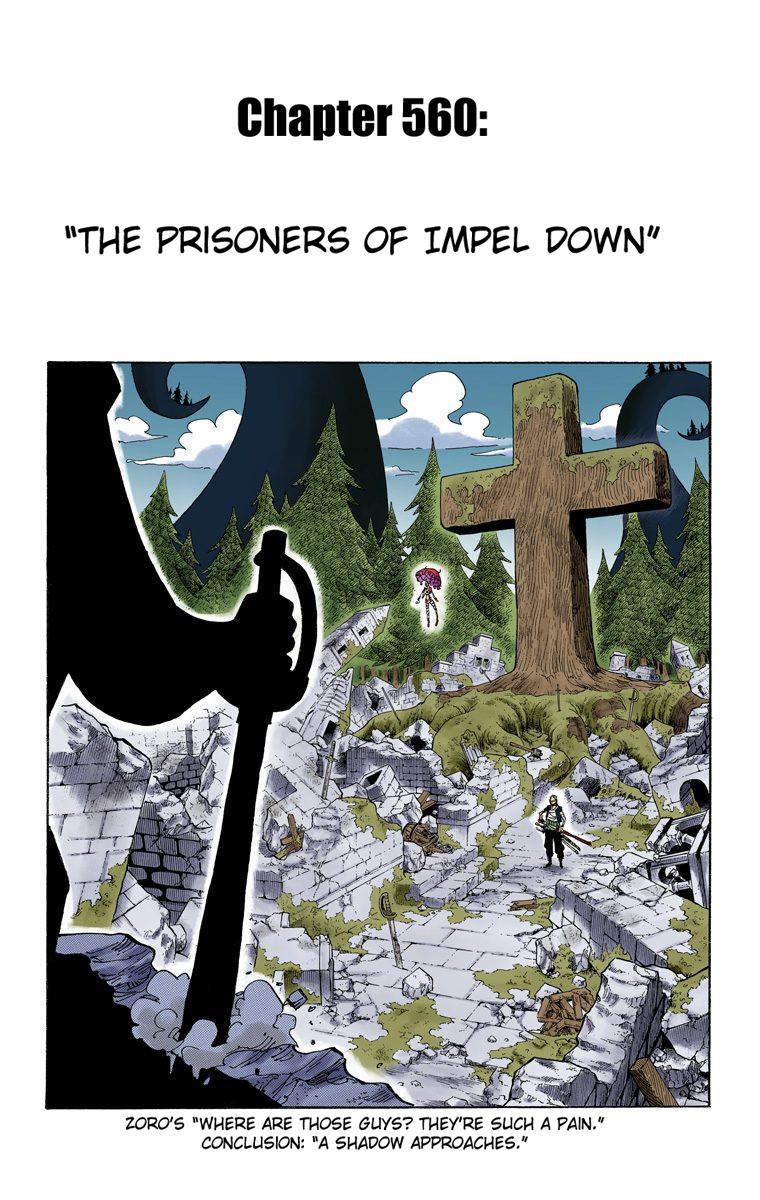 Chapter 560:
"THE PRISONERS OF IMPEL DOWN"
ZORO'S "WHERE ARE THOSE GUYS? THEY'RE SUCH A PAIN."
CONCLUSION: "A SHADOW APPROACHES."